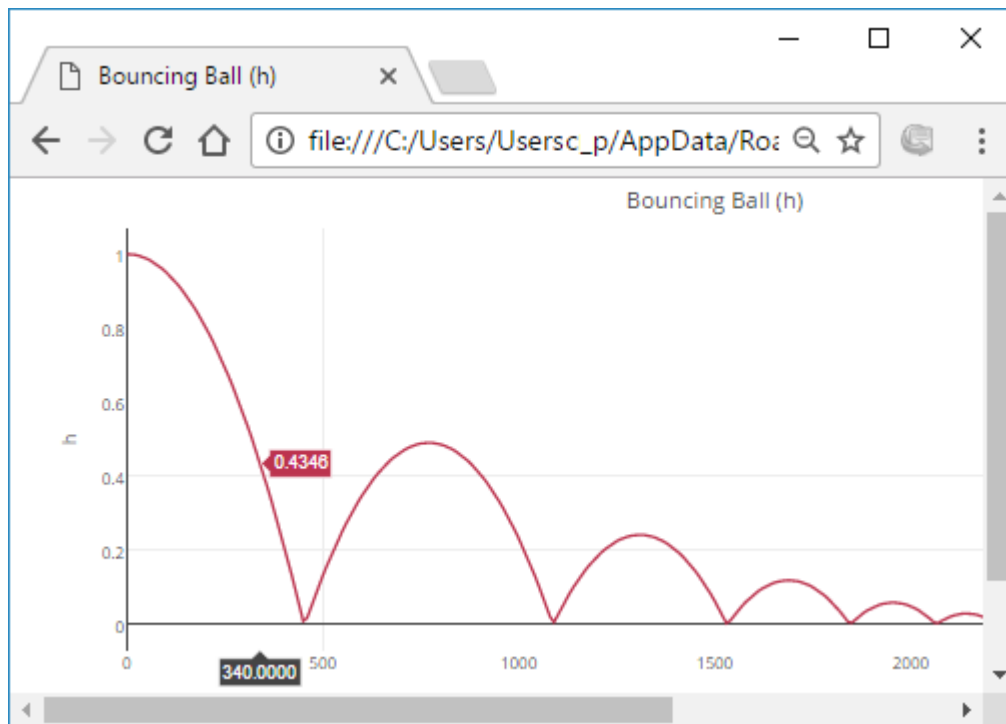 Bouncing Ball (h)
file:///C:/Users/Usersc_p/AppData/Roa
Bouncing Ball (h)
1
0.8
0.6
h
0.4346
0.4
0.2
0
0 500 1000 1500 2000
340.0000